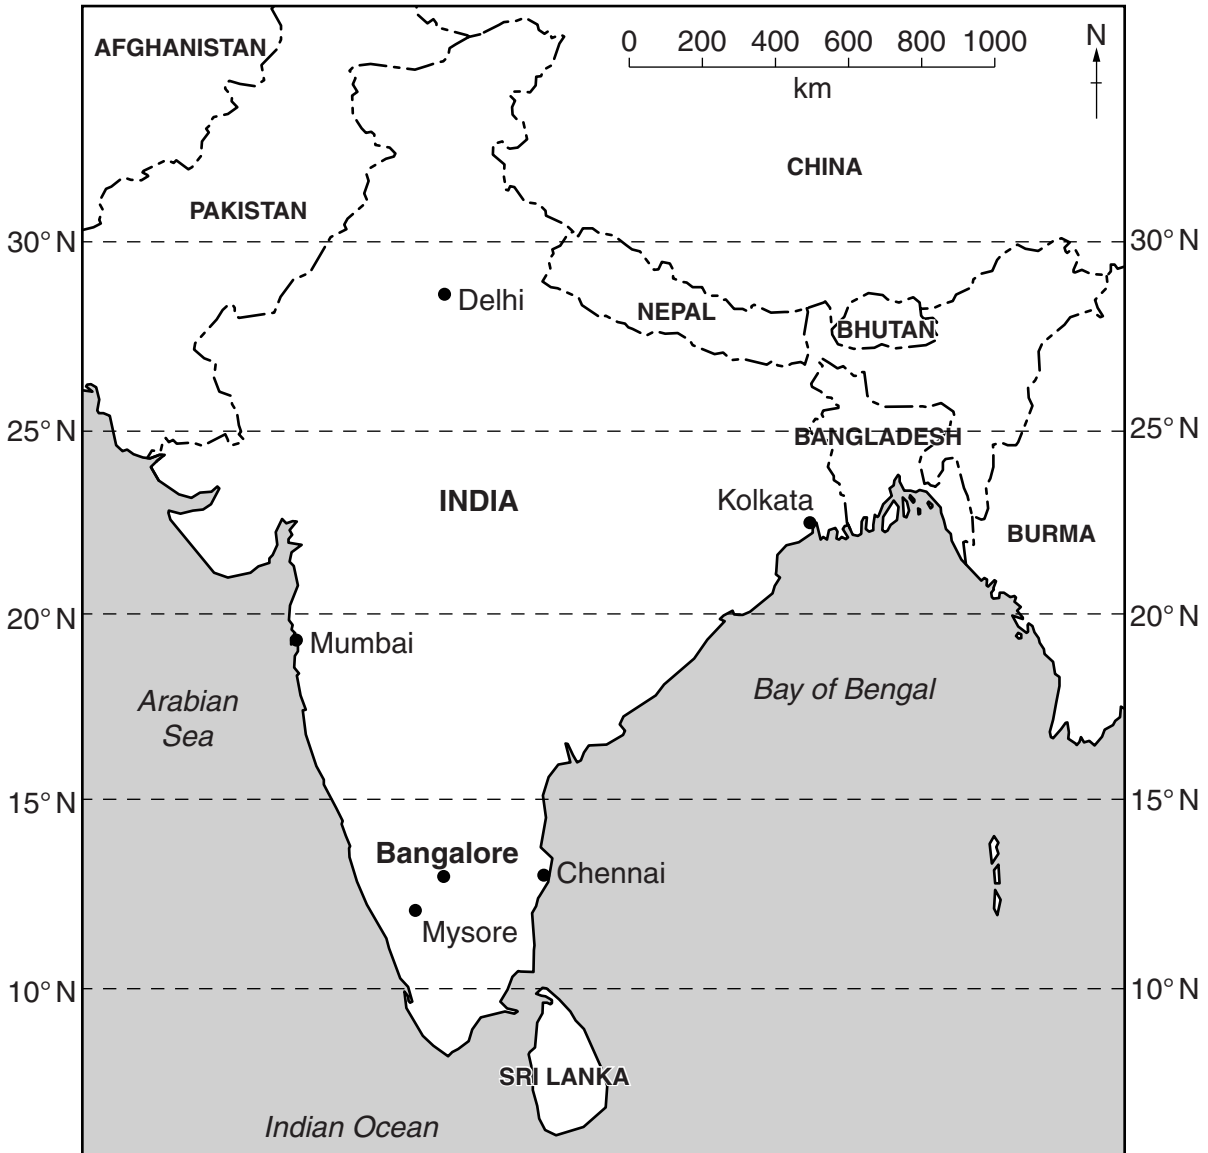 AFGHANISTAN
0 200 400 600 800 1000
km
N
CHINA
PAKISTAN
30° N
30° N
Delhi
NEPAL
BHUTAN
25° N
25° N
BANGLADESH
INDIA
Kolkata
BURMA
20° N
20° N
Mumbai
Arabian
Sea
Bay of Bengal
15° N
15° N
Bangalore
Chennai
Mysore
10° N
10° N
SRI LANKA
Indian Ocean